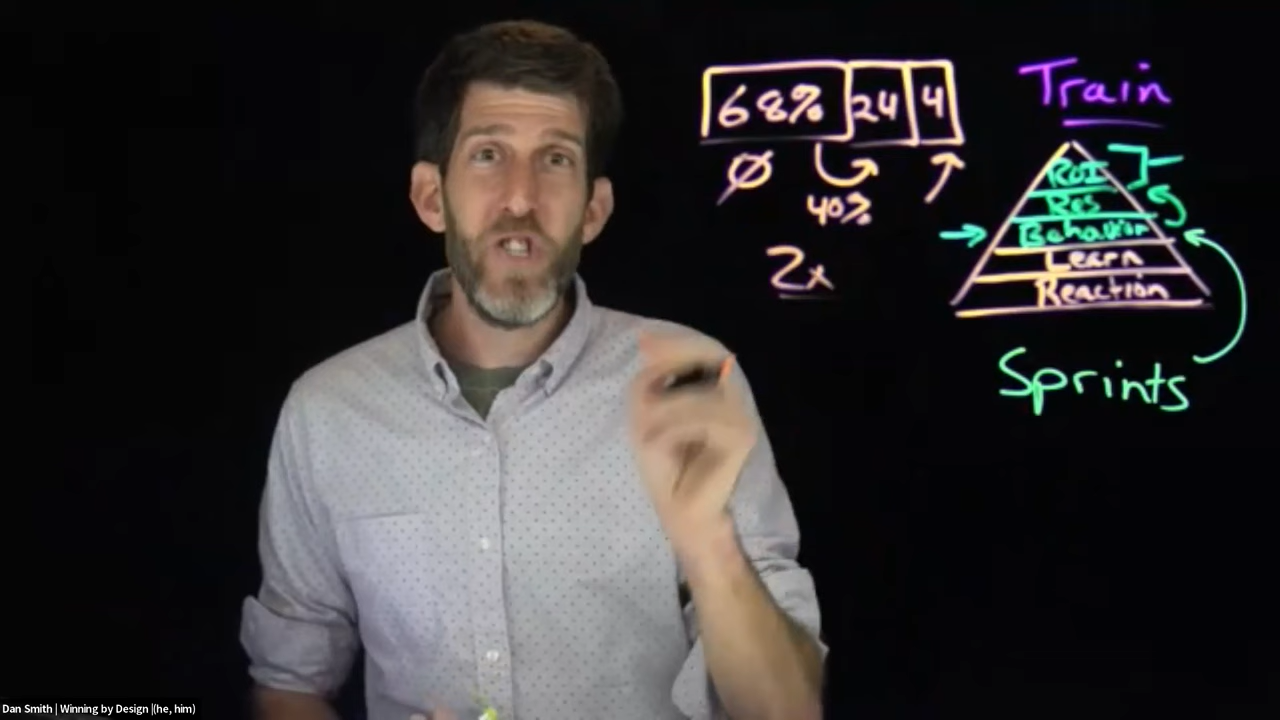 68% 24 4
Ø
40%
2x
Train
ROI
Res
Behavior
Learn
Reaction
Sprints
Dan Smith | Winning by Design |(he, him)